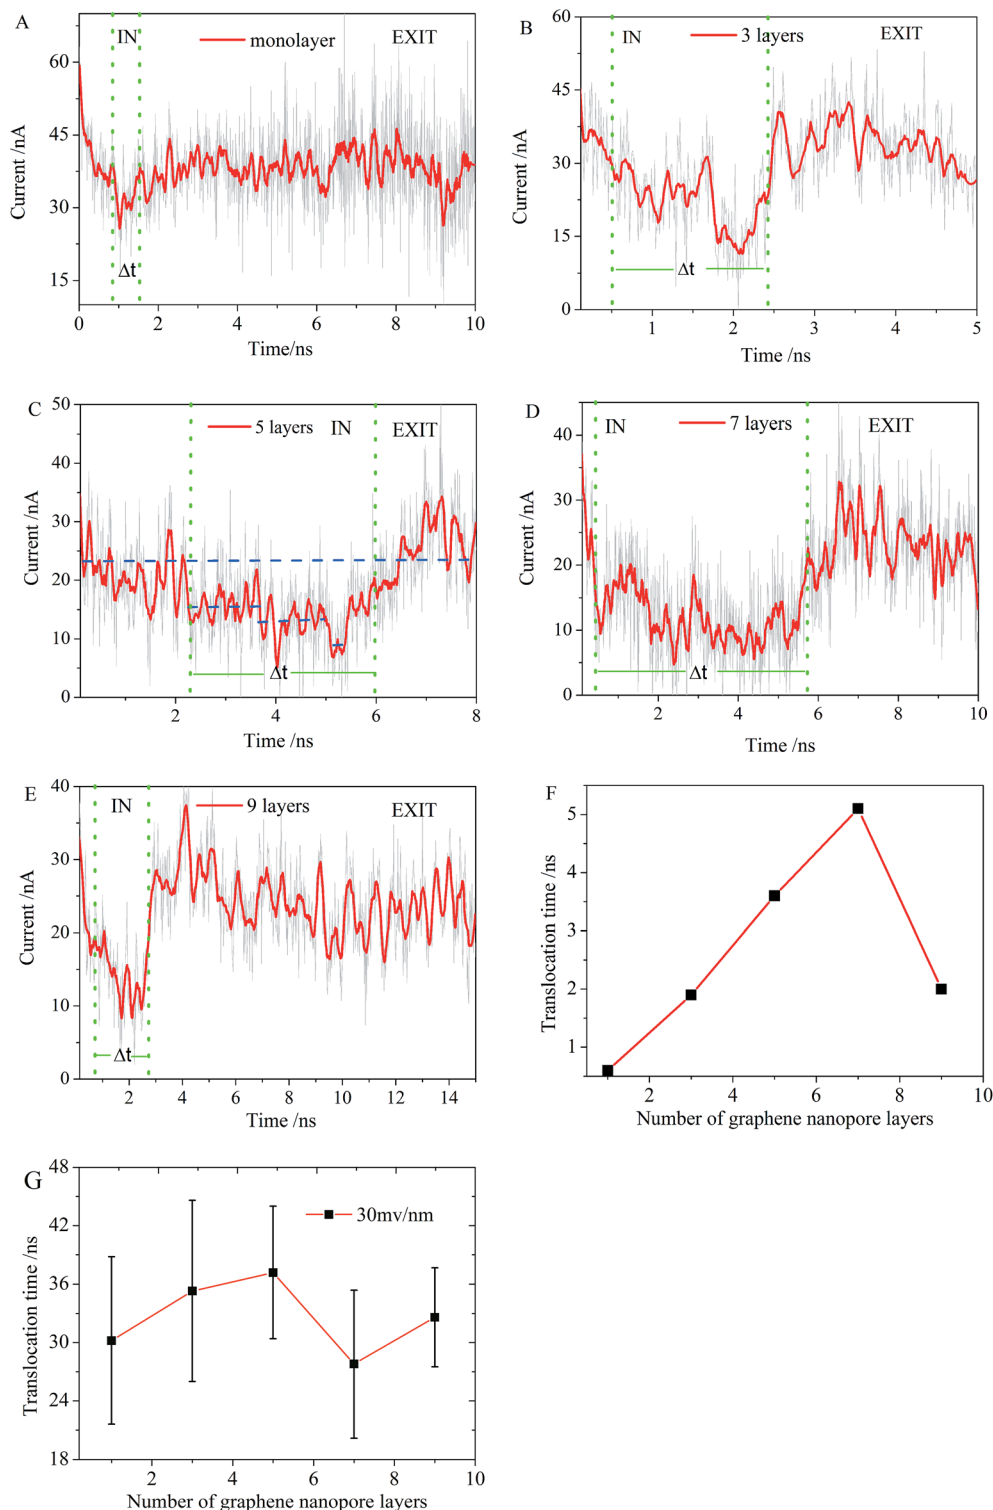 A
IN
monolayer
EXIT
Current /nA
60
45
30
15
Δt
0 2 4 6 8 10
Time/ns
B
IN
3 layers
EXIT
Current /nA
60
45
30
15
0
Δt
1 2 3 4 5
Time /ns
C
5 layers
IN
EXIT
Current /nA
50
40
30
20
10
0
Δt
2 4 6 8
Time /ns
D
IN
7 layers
EXIT
Current /nA
40
30
20
10
0
Δt
2 4 6 8 10
Time /ns
E
IN
9 layers
EXIT
Current /nA
40
30
20
10
0
Δt
2 4 6 8 10 12 14
Time /ns
F
Translocation time /ns
5
4
3
2
1
2 4 6 8 10
Number of graphene nanopore layers
G
30mv/nm
Translocation time /ns
48
42
36
30
24
18
2 4 6 8 10
Number of graphene nanopore layers